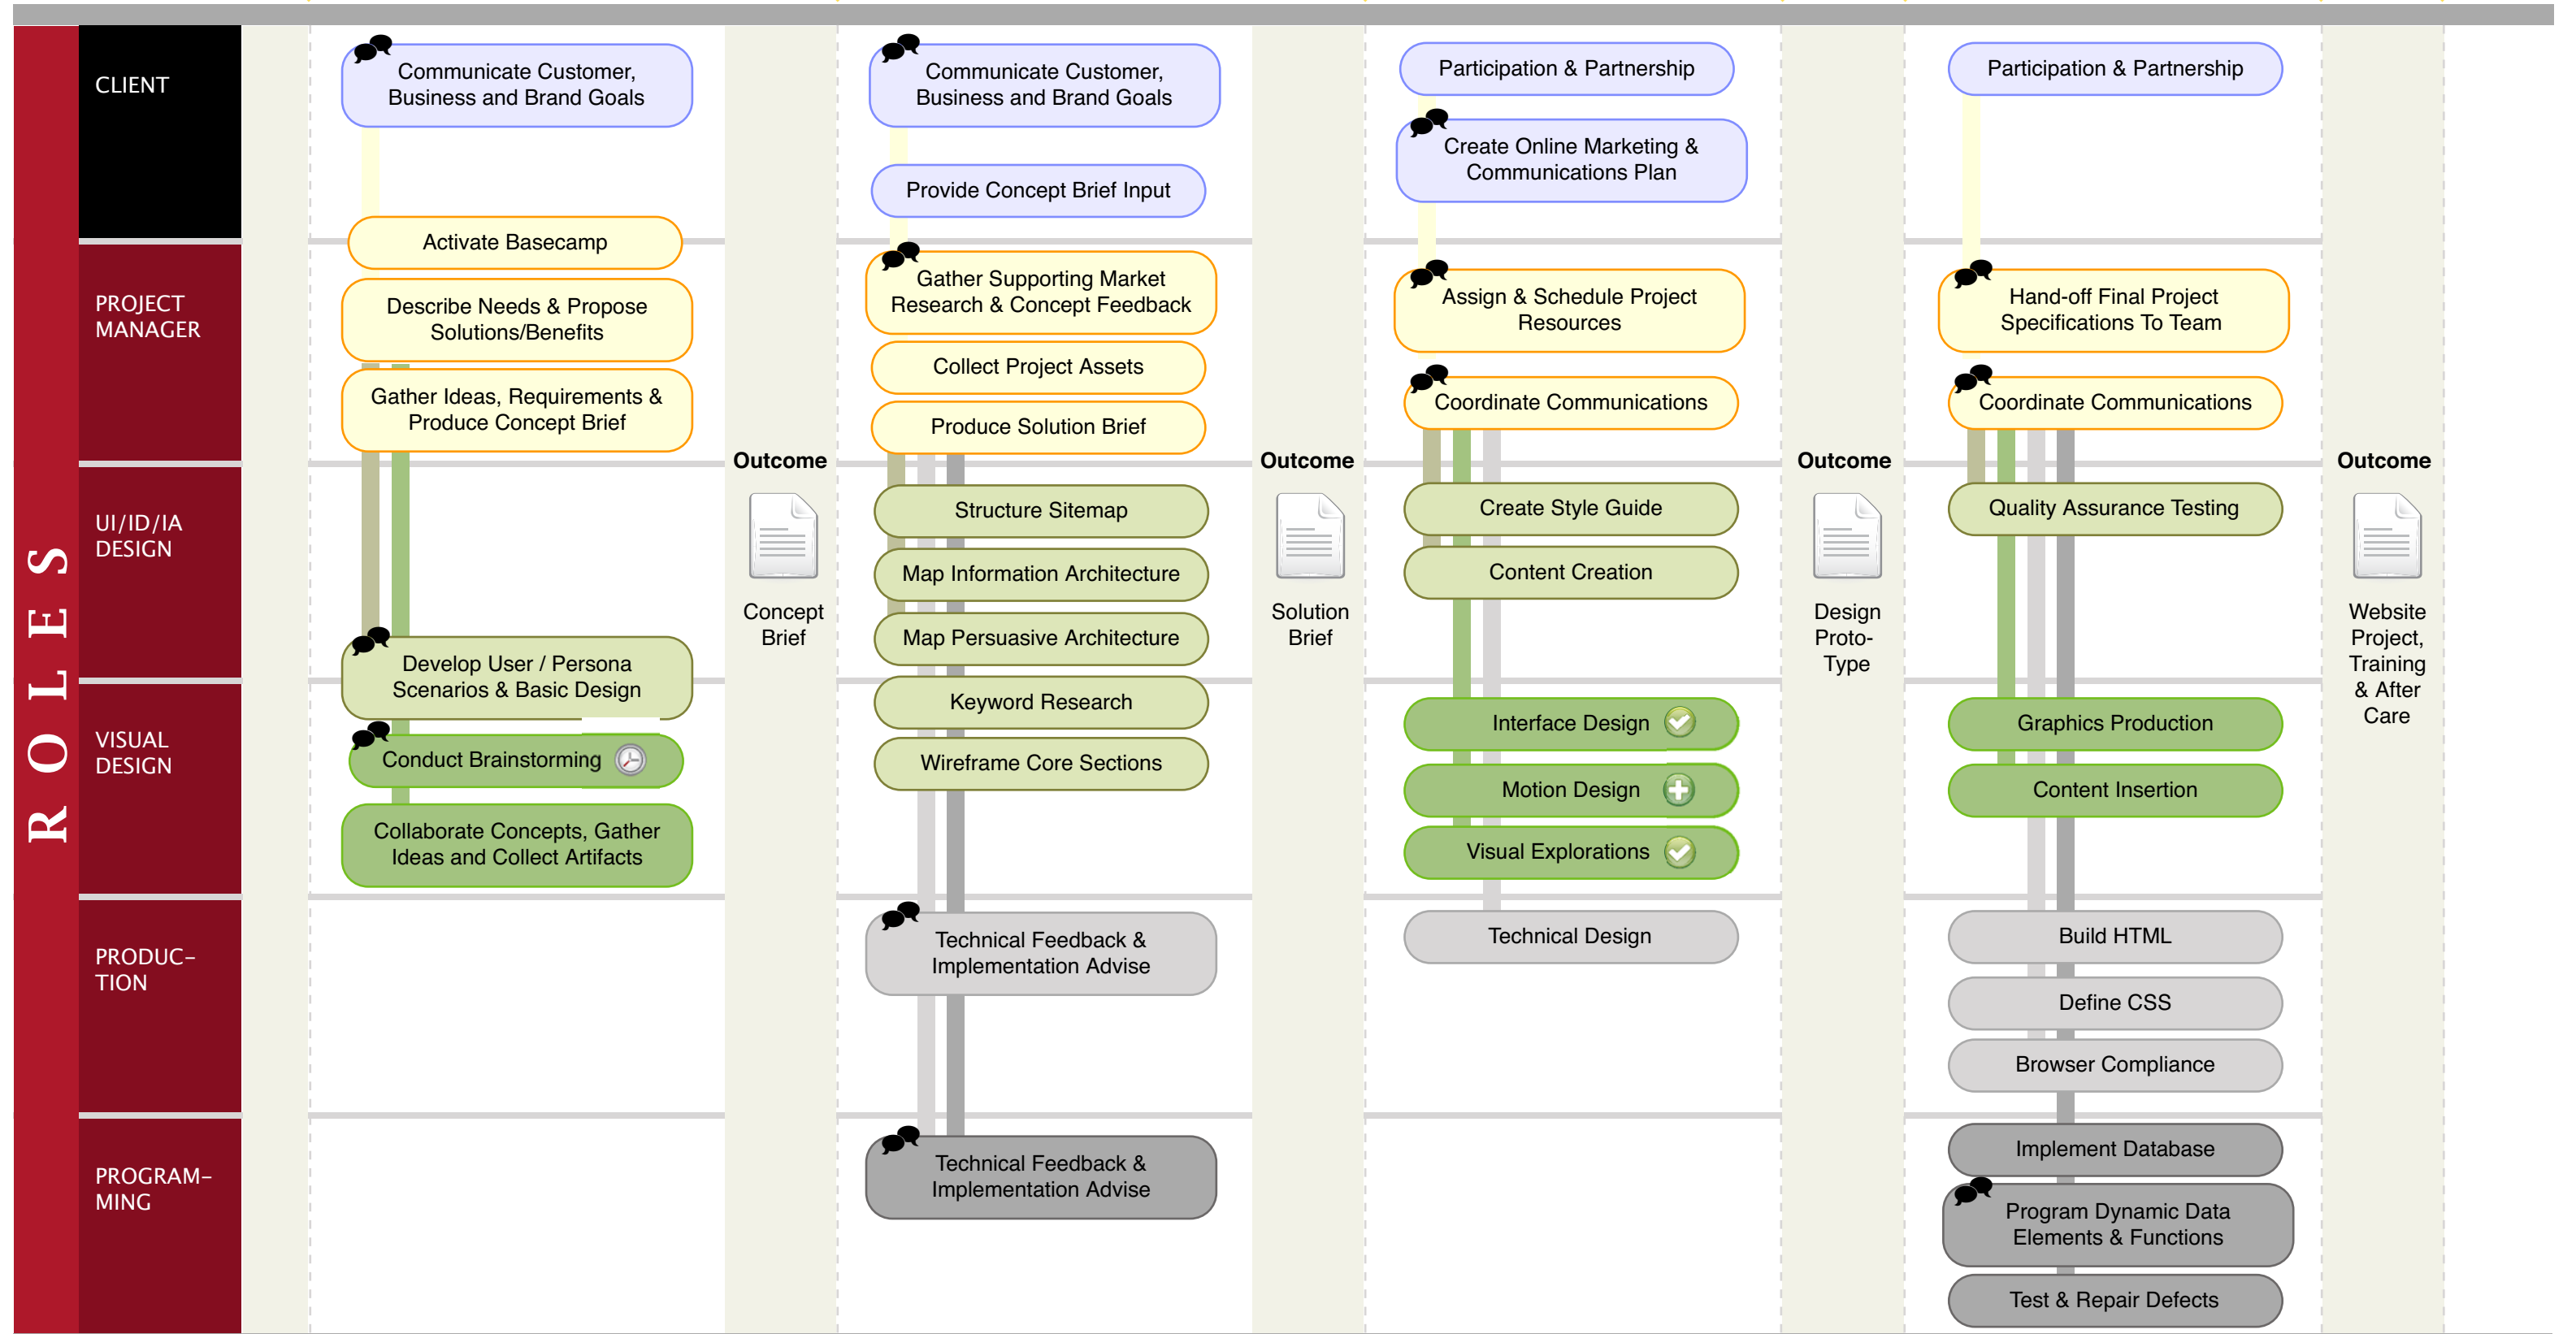 ROLES
CLIENT
PROJECT
MANAGER
UI/ID/IA
DESIGN
VISUAL
DESIGN
PRODUC-
TION
PROGRAM-
MING
Communicate Customer,
Business and Brand Goals
Activate Basecamp
Describe Needs & Propose
Solutions/Benefits
Gather Ideas, Requirements &
Produce Concept Brief
Develop User / Persona
Scenarios & Basic Design
Conduct Brainstorming
Collaborate Concepts, Gather
Ideas and Collect Artifacts
Outcome
Concept
Brief
Communicate Customer,
Business and Brand Goals
Provide Concept Brief Input
Gather Supporting Market
Research & Concept Feedback
Collect Project Assets
Produce Solution Brief
Structure Sitemap
Map Information Architecture
Map Persuasive Architecture
Keyword Research
Wireframe Core Sections
Technical Feedback &
Implementation Advise
Technical Feedback &
Implementation Advise
Outcome
Solution
Brief
Participation & Partnership
Create Online Marketing &
Communications Plan
Assign & Schedule Project
Resources
Coordinate Communications
Create Style Guide
Content Creation
Interface Design
Motion Design
Visual Explorations
Technical Design
Outcome
Design
Proto-
Type
Participation & Partnership
Hand-off Final Project
Specifications To Team
Coordinate Communications
Quality Assurance Testing
Graphics Production
Content Insertion
Build HTML
Define CSS
Browser Compliance
Implement Database
Program Dynamic Data
Elements & Functions
Test & Repair Defects
Outcome
Website
Project,
Training
& After
Care